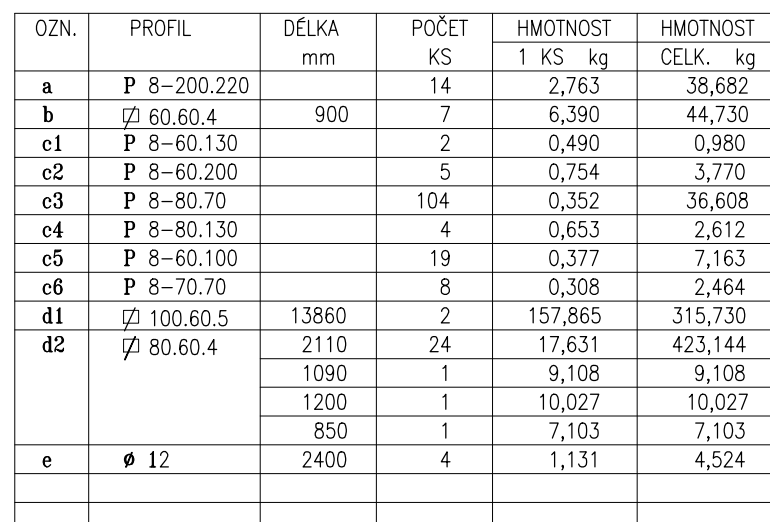 OZN. PROFIL DÉLKA POČET HMOTNOST HMOTNOST
mm KS 1 KS kg CELK. kg
a P 8-200.220 14 2,763 38,682
b 60.60.4 900 7 6,390 44,730
c1 P 8-60.130 2 0,490 0,980
c2 P 8-60.200 5 0,754 3,770
c3 P 8-80.70 104 0,352 36,608
c4 P 8-80.130 4 0,653 2,612
c5 P 8-60.100 19 0,377 7,163
c6 P 8-70.70 8 0,308 2,464
d1 100.60.5 13860 2 157,865 315,730
d2 80.60.4 2110 24 17,631 423,144
1090 1 9,108 9,108
1200 1 10,027 10,027
850 1 7,103 7,103
e ø 12 2400 4 1,131 4,524